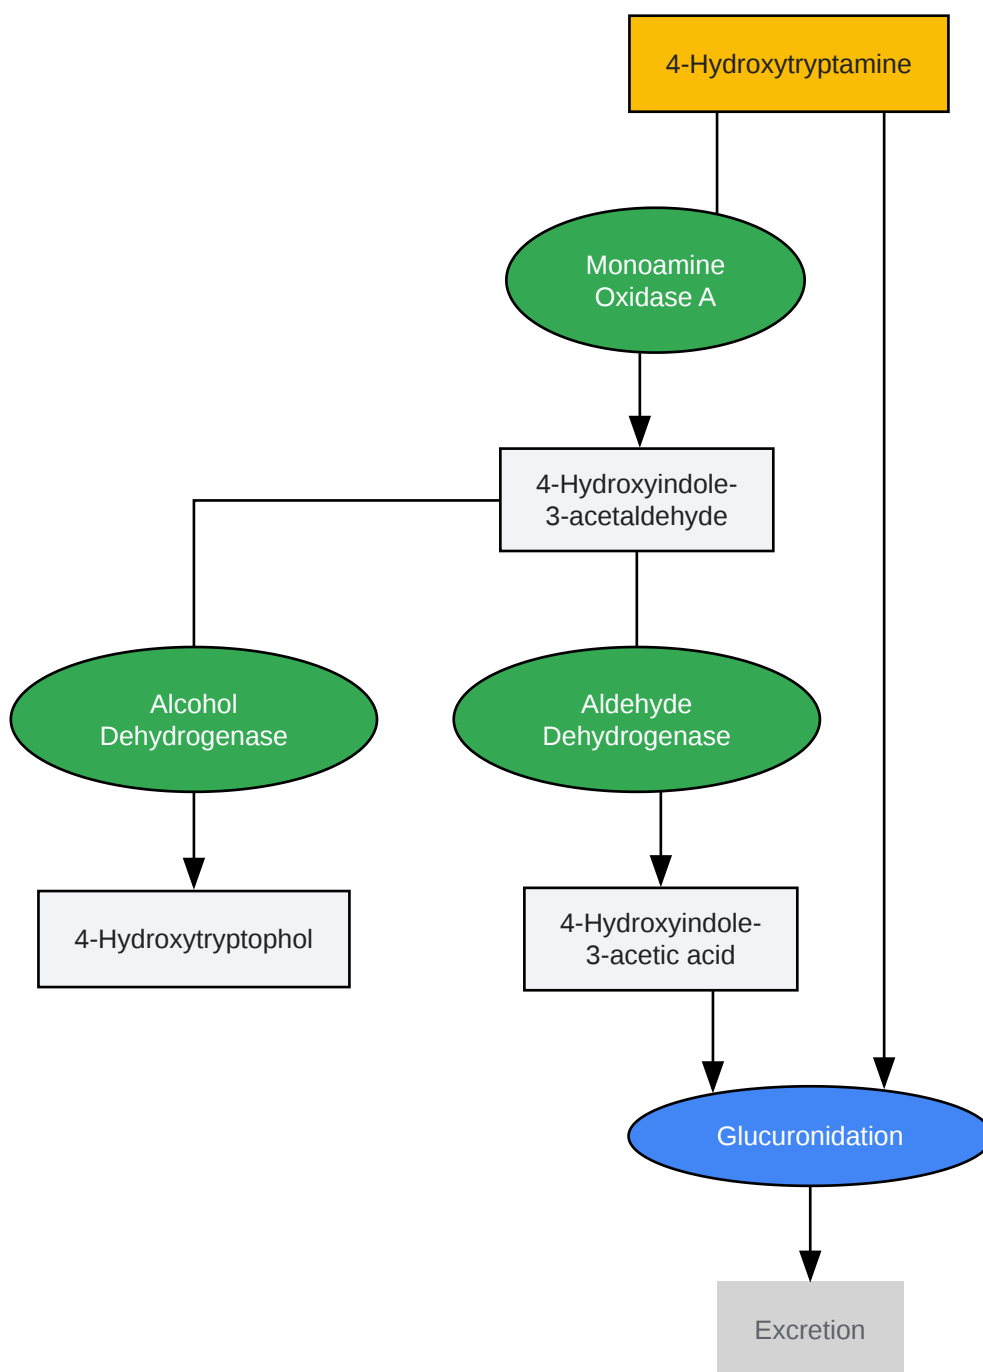 4-Hydroxytryptamine
Monoamine
Oxidase A
4-Hydroxyindole-
3-acetaldehyde
Alcohol
Dehydrogenase
Aldehyde
Dehydrogenase
4-Hydroxytryptophol
4-Hydroxyindole-
3-acetic acid
Glucuronidation
Excretion